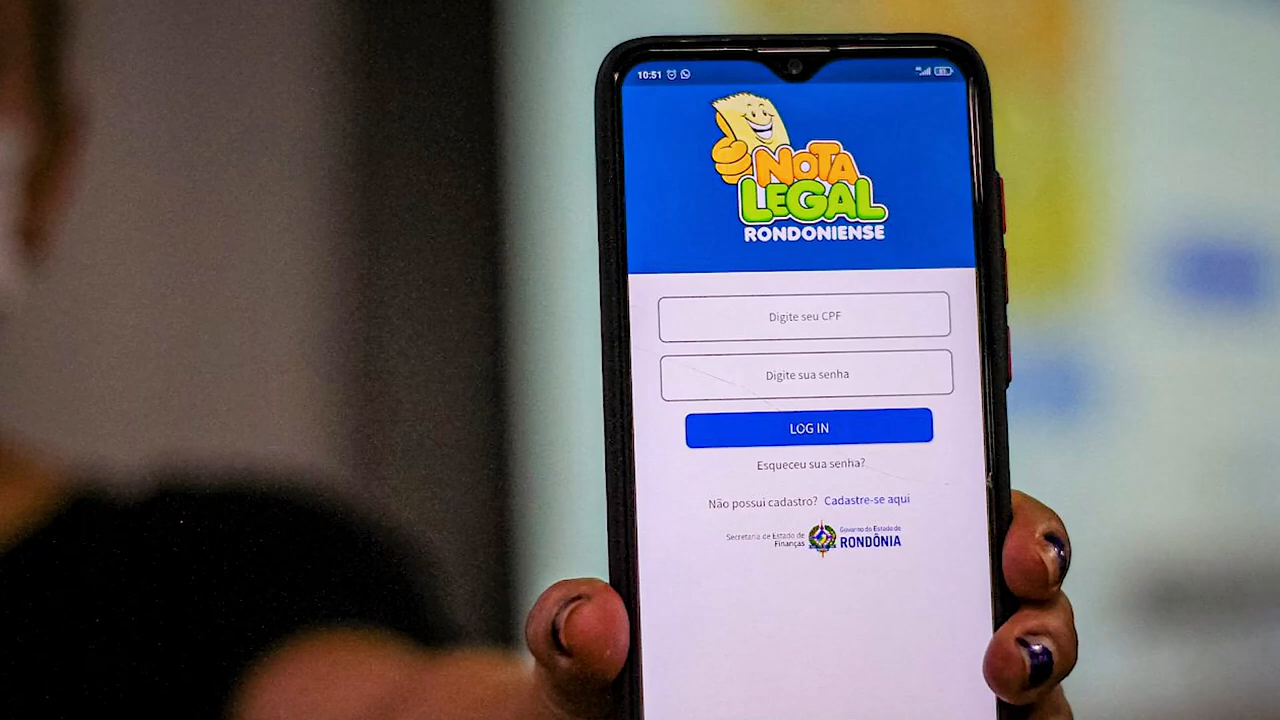 10:51
NOTA
LEGAL
RONDONIENSE
Digite seu CPF
Digite sua senha
LOG IN
Esqueceu sua senha?
Não possui cadastro? Cadastre-se aqui
Secretaria de Estado de
Finanças
Governo do Estado de
RONDÔNIA